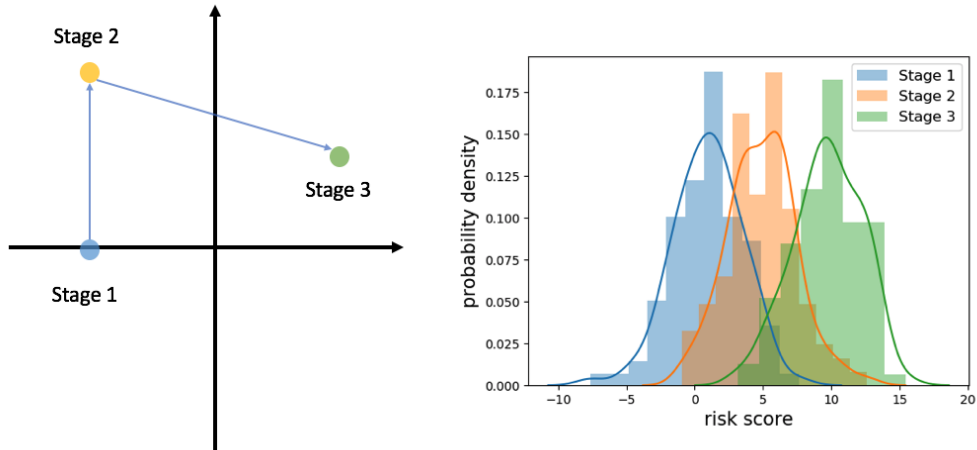 Stage 2
Stage 3
Stage 1
probability density
0.175
0.150
0.125
0.100
0.075
0.050
0.025
0.000
Stage 1
Stage 2
Stage 3
−10
−5
0
5
10
15
20
risk score